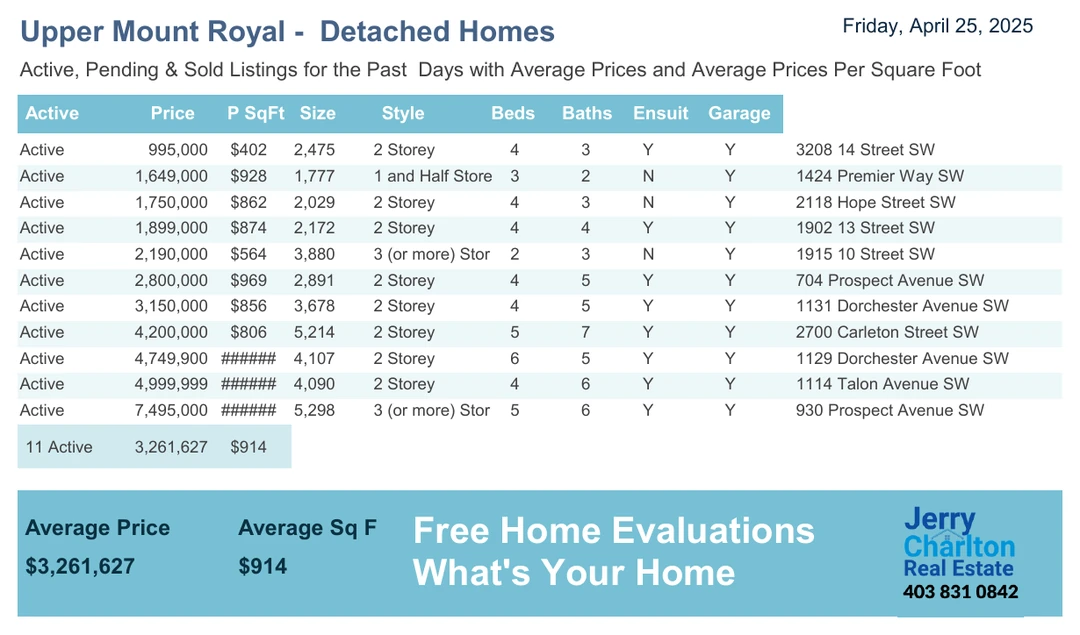 Upper Mount Royal -  Detached Homes
Friday, April 25, 2025
Active, Pending & Sold Listings for the Past  Days with Average Prices and Average Prices Per Square Foot
Active Price P SqFt Size Style Beds Baths Ensuit Garage
Active 995,000 $402 2,475 2 Storey 4 3 Y Y 3208 14 Street SW
Active 1,649,000 $928 1,777 1 and Half Store 3 2 N Y 1424 Premier Way SW
Active 1,750,000 $862 2,029 2 Storey 4 3 N Y 2118 Hope Street SW
Active 1,899,000 $874 2,172 2 Storey 4 4 Y Y 1902 13 Street SW
Active 2,190,000 $564 3,880 3 (or more) Stor 2 3 N Y 1915 10 Street SW
Active 2,800,000 $969 2,891 2 Storey 4 5 Y Y 704 Prospect Avenue SW
Active 3,150,000 $856 3,678 2 Storey 4 5 Y Y 1131 Dorchester Avenue SW
Active 4,200,000 $806 5,214 2 Storey 5 7 Y Y 2700 Carleton Street SW
Active 4,749,900 ###### 4,107 2 Storey 6 5 Y Y 1129 Dorchester Avenue SW
Active 4,999,999 ###### 4,090 2 Storey 4 6 Y Y 1114 Talon Avenue SW
Active 7,495,000 ###### 5,298 3 (or more) Stor 5 6 Y Y 930 Prospect Avenue SW
11 Active 3,261,627 $914
Average Price Average Sq F
$3,261,627 $914
Free Home Evaluations
What's Your Home
Jerry
Charlton
Real Estate
403 831 0842